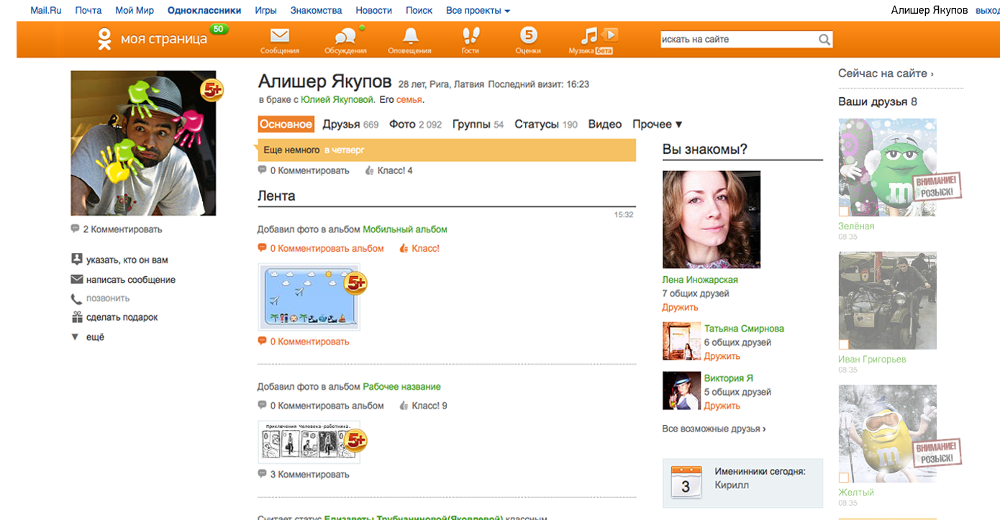 Mail.Ru Почта Мой Мир Одноклассники Игры Знакомства Новости Поиск Все проекты Алишер Якупов выход
моя страница 50
Сообщения Обсуждения Оповещения Гости 5 Оценки Музыка бета
искать на сайте
5+
2 Комментировать
указать, кто он вам
написать сообщение
позвонить
сделать подарок
ещё
Алишер Якупов 28 лет, Рига, Латвия Последний визит: 16:23
в браке с Юлией Якуповой. Его семья.
Основное Друзья 669 Фото 2 092 Группы 54 Статусы 190 Видео Прочее
Еще немного в четверг
0 Комментировать Класс! 4
Лента
15:32
Добавил фото в альбом Мобильный альбом
0 Комментировать альбом Класс!
5+
0 Комментировать
Добавил фото в альбом Рабочее название
0 Комментировать альбом Класс! 9
Приключения Человека-работника.
5+
3 Комментировать
Считает статус Елизаветы Трубчаниновой(Яковлевой) классным
Вы знакомы?
Лена Иножарская
7 общих друзей
Дружить
Татьяна Смирнова
6 общих друзей
Дружить
Виктория Я
5 общих друзей
Дружить
Все возможные друзья ›
3
Именинники сегодня:
Кирилл
Сейчас на сайте ›
Ваши друзья 8
m
ВНИМАНИЕ!
РОЗЫСК!
Зелёная
08:35
Иван Григорьев
08:35
m
ВНИМАНИЕ!
РОЗЫСК!
Желтый
08:35